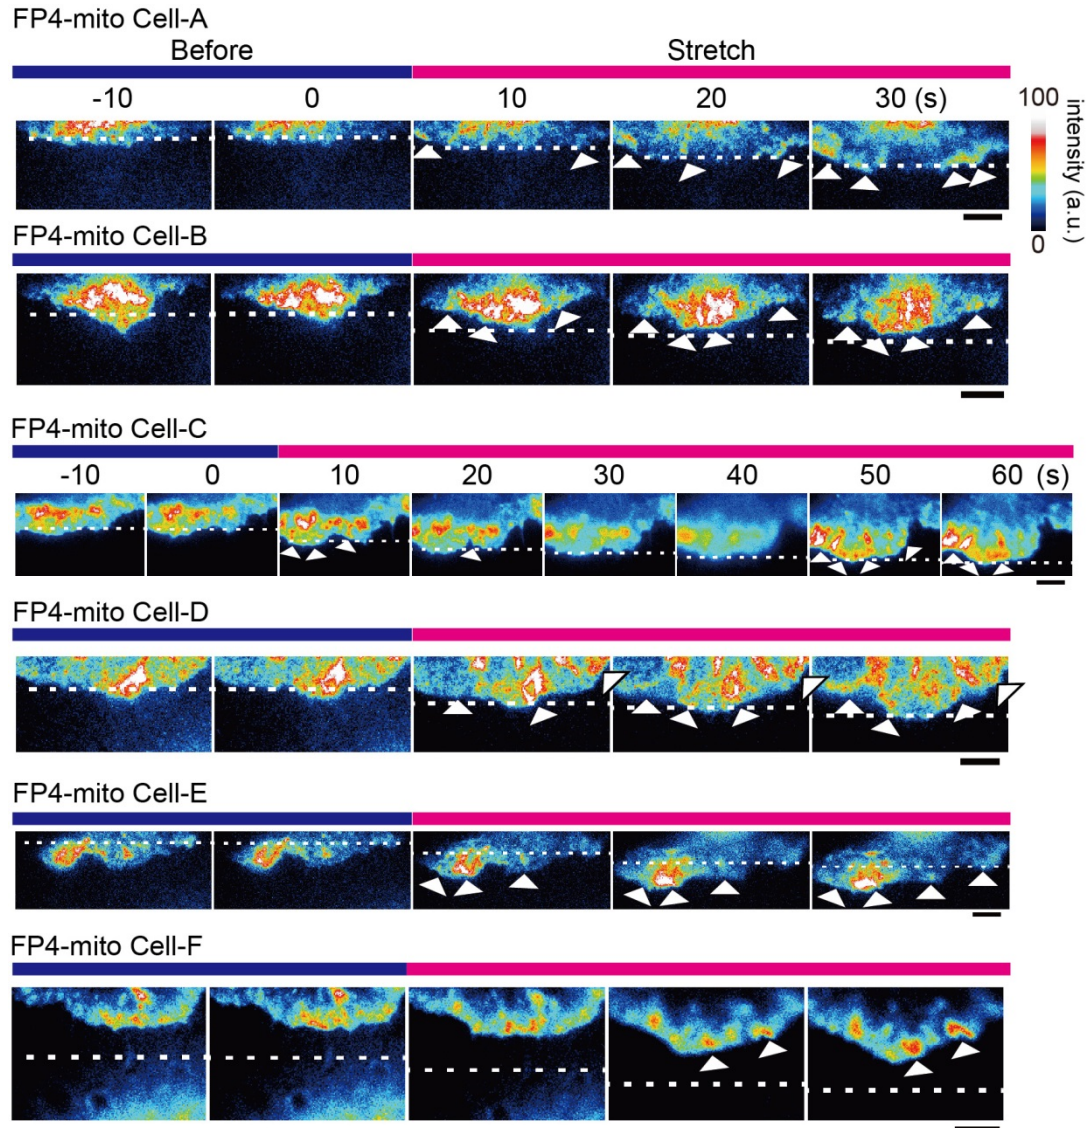 FP4-mito Cell-A
Before Stretch
-10 0 10 20 30 (s)
100
intensity (a.u.)
0
FP4-mito Cell-B
FP4-mito Cell-C
-10 0 10 20 30 40 50 60 (s)
FP4-mito Cell-D
FP4-mito Cell-E
FP4-mito Cell-F